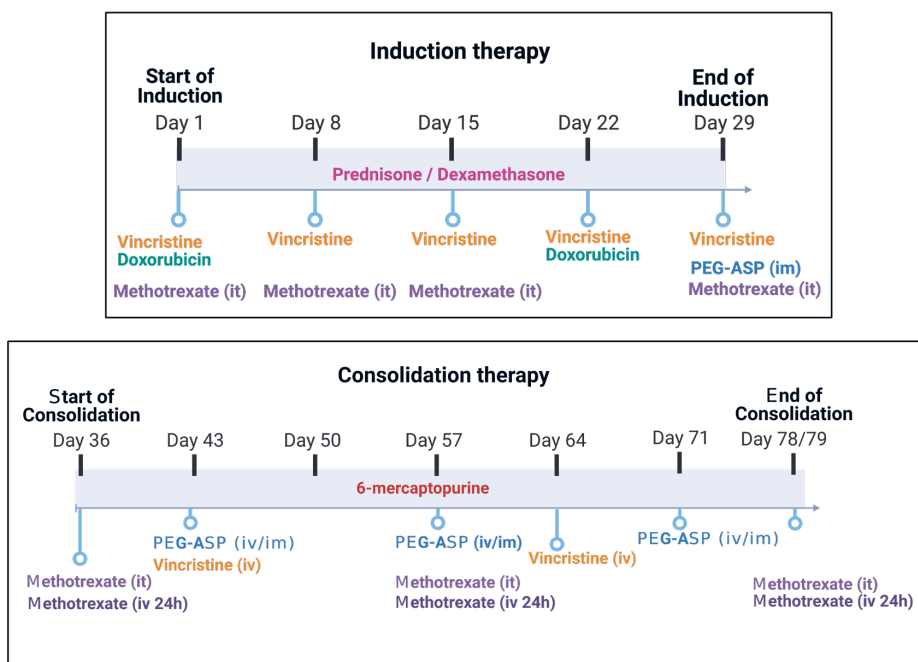 Induction therapy
Start of
Induction
End of
Induction
Day 1
Day 8
Day 15
Day 22
Day 29
Prednisone / Dexamethasone
Vincristine
Doxorubicin
Methotrexate (it)
Vincristine
Methotrexate (it)
Vincristine
Methotrexate (it)
Vincristine
Doxorubicin
Vincristine
PEG-ASP (im)
Methotrexate (it)
Consolidation therapy
Start of
Consolidation
End of
Consolidation
Day 36
Day 43
Day 50
Day 57
Day 64
Day 71
Day 78/79
6-mercaptopurine
Methotrexate (it)
Methotrexate (iv 24h)
PEG-ASP (iv/im)
Vincristine (iv)
PEG-ASP (iv/im)
Methotrexate (it)
Methotrexate (iv 24h)
Vincristine (iv)
PEG-ASP (iv/im)
Methotrexate (it)
Methotrexate (iv 24h)